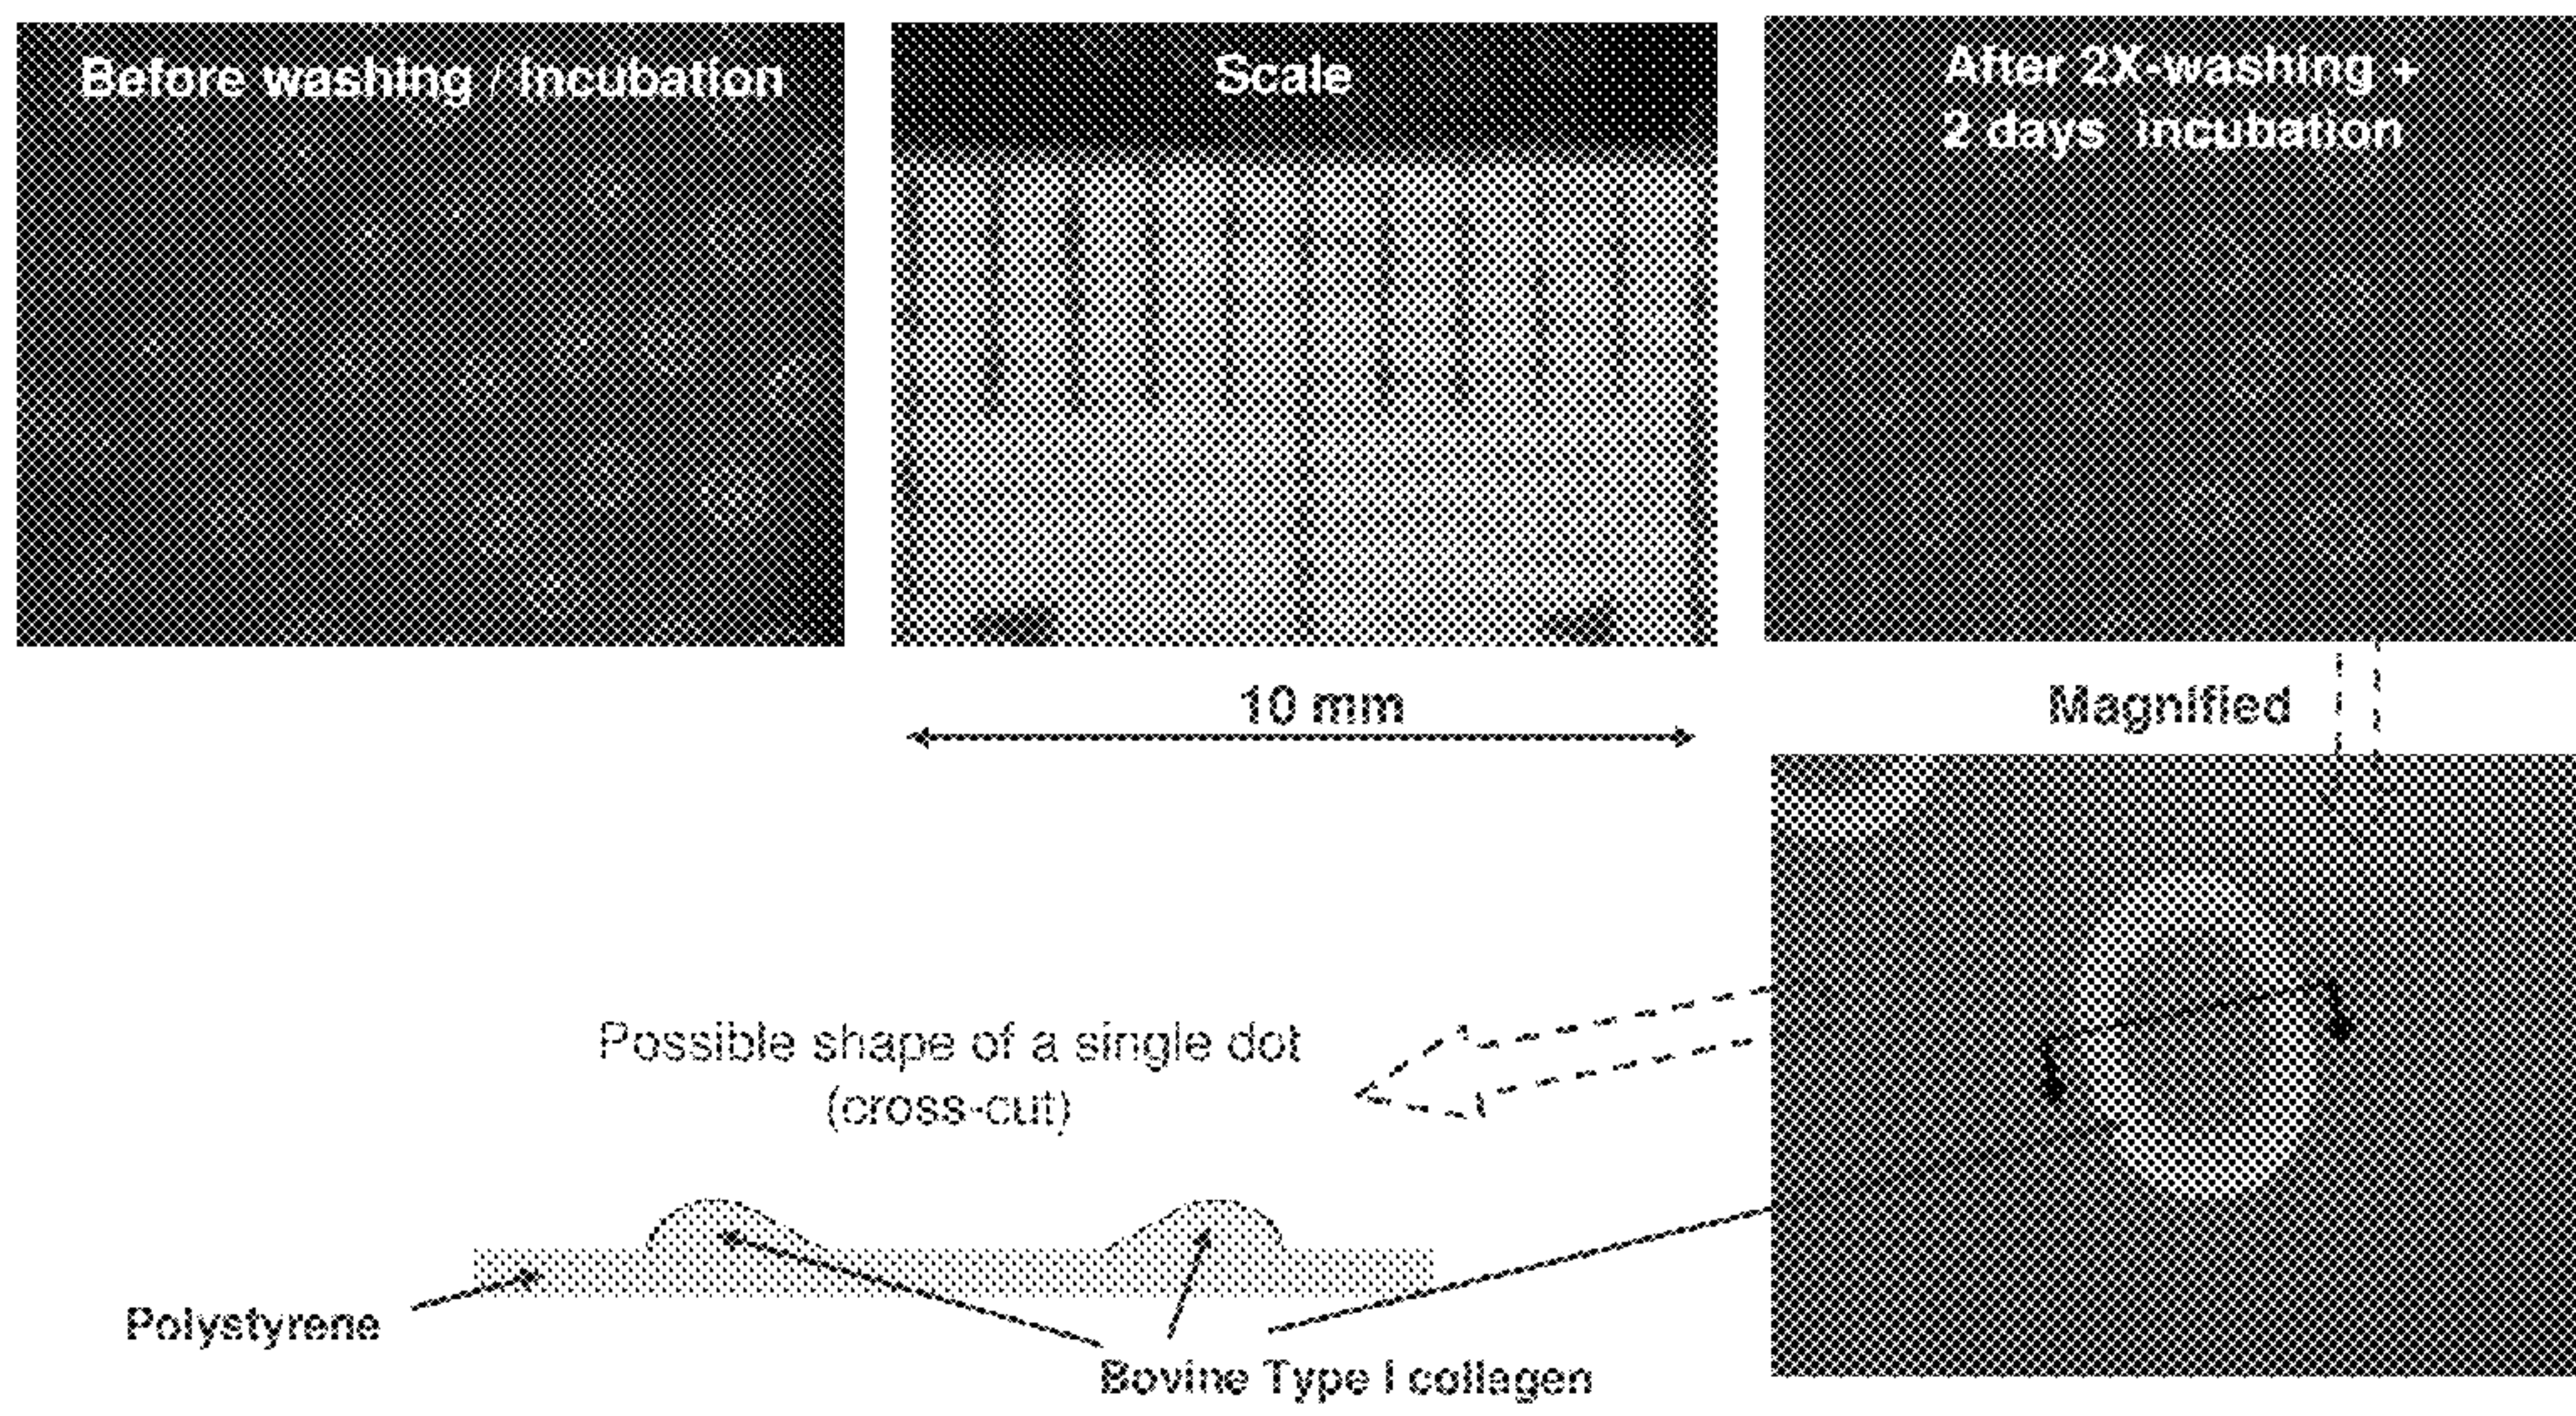 Before washing / incubation
Scale
After 2X-washing +
2 days incubation
10 mm
Magnified
Possible shape of a single dot
(cross-cut)
Polystyrene
Bovine Type I collagen